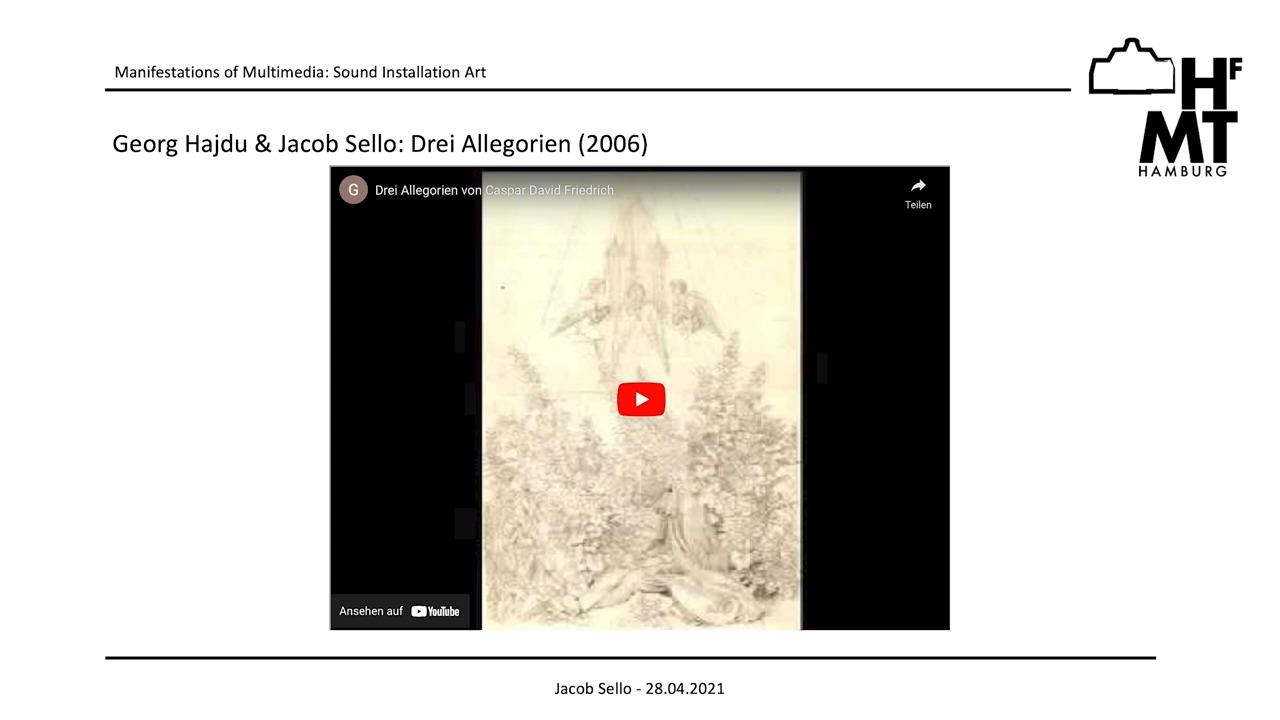 Manifestations of Multimedia: Sound Installation Art
HF
MT
HAMBURG
Georg Hajdu & Jacob Sello: Drei Allegorien (2006)
G
Drei Allegorien von Caspar David Friedrich
Teilen
Ansehen auf YouTube
Jacob Sello - 28.04.2021